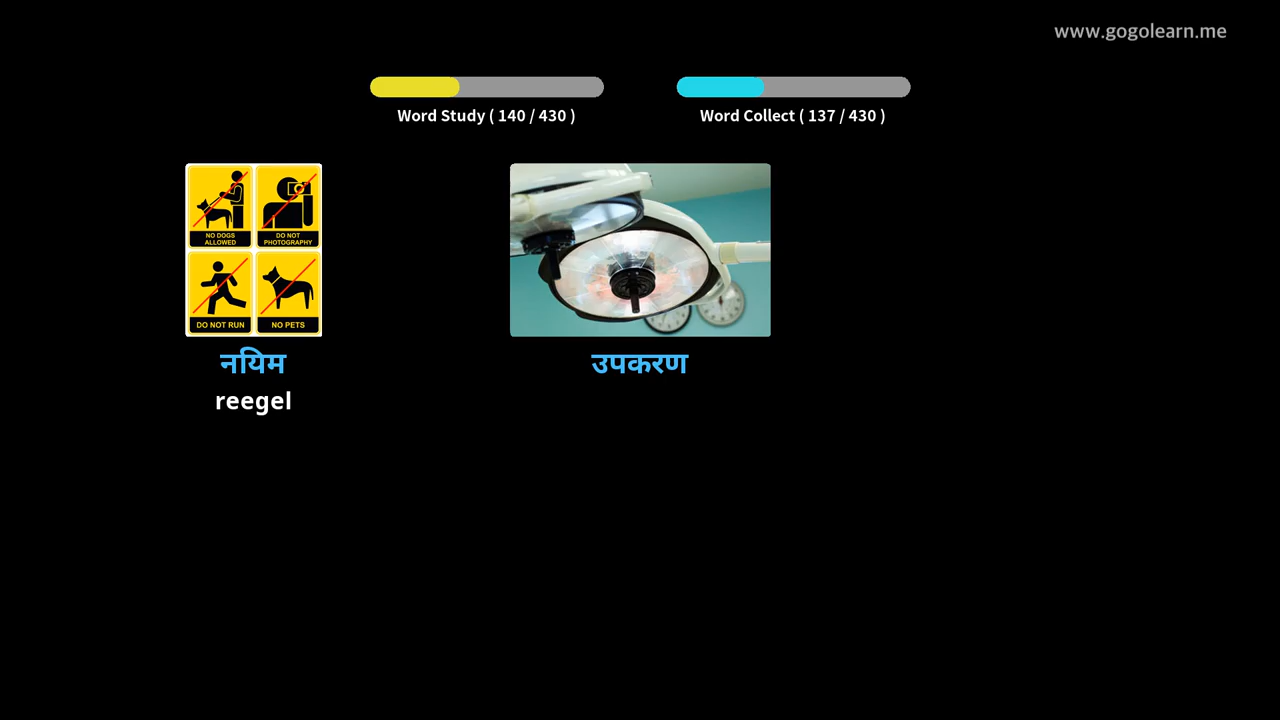 www.gogolearn.me
Word Study ( 140 / 430 )
Word Collect ( 137 / 430 )
NO DOGS
ALLOWED
DO NOT
PHOTOGRAPHY
DO NOT RUN
NO PETS
नयिम
reegel
उपकरण